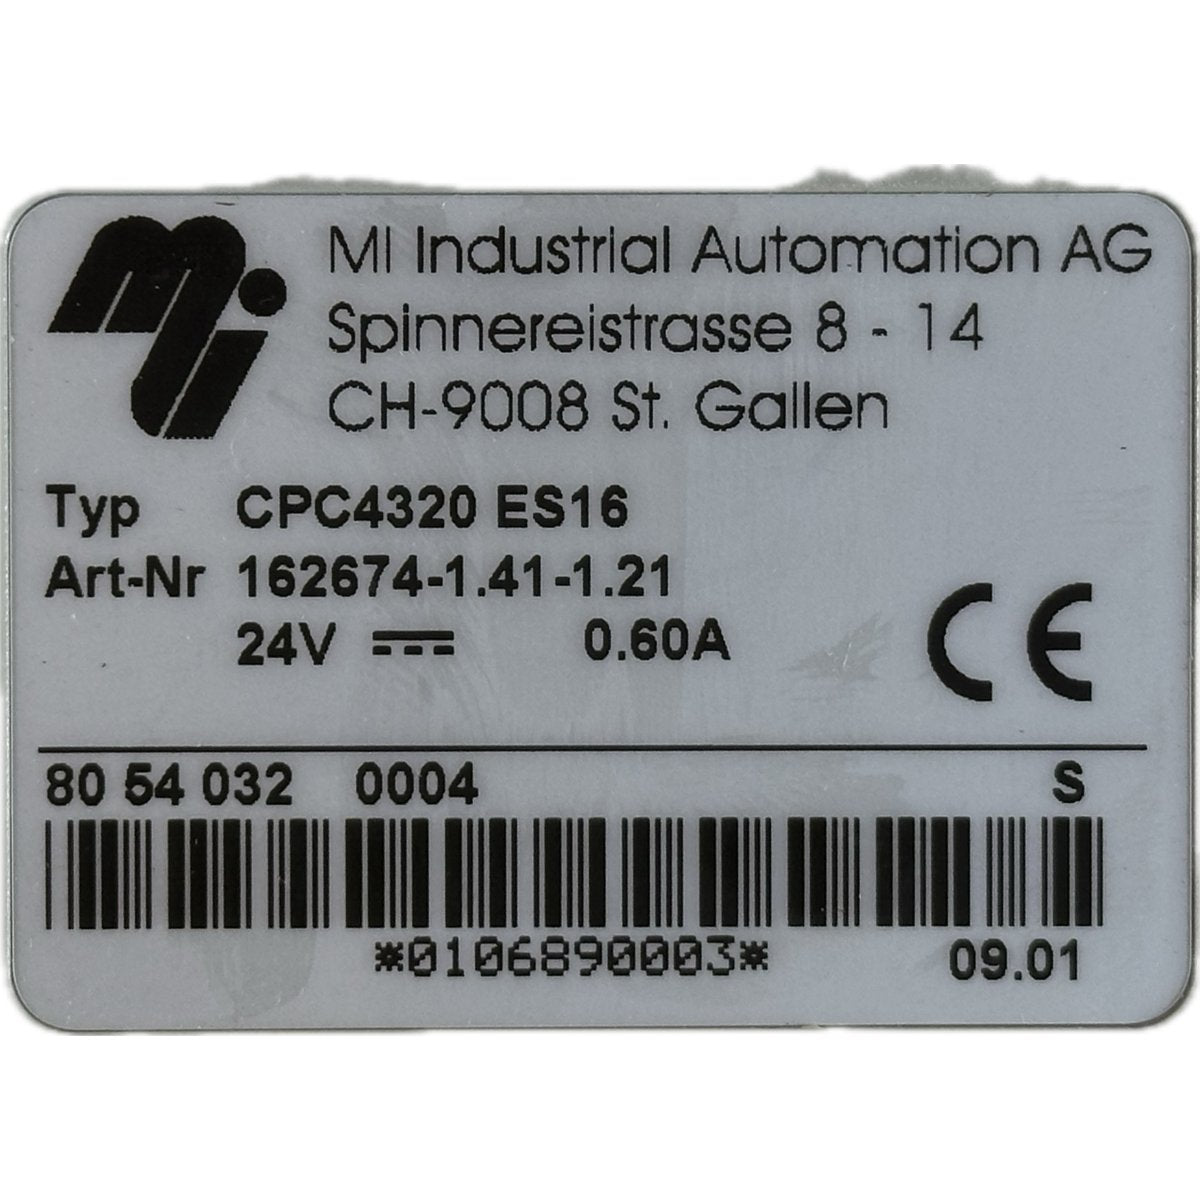 mi MI Industrial Automation AG
Spinnereistrasse 8 - 14
CH-9008 St. Gallen
Typ CPC4320 ES16
Art-Nr 162674-1.41-1.21
24V ⎓ 0.60A
CE
80 54 032 0004 S
*0106890003* 09.01